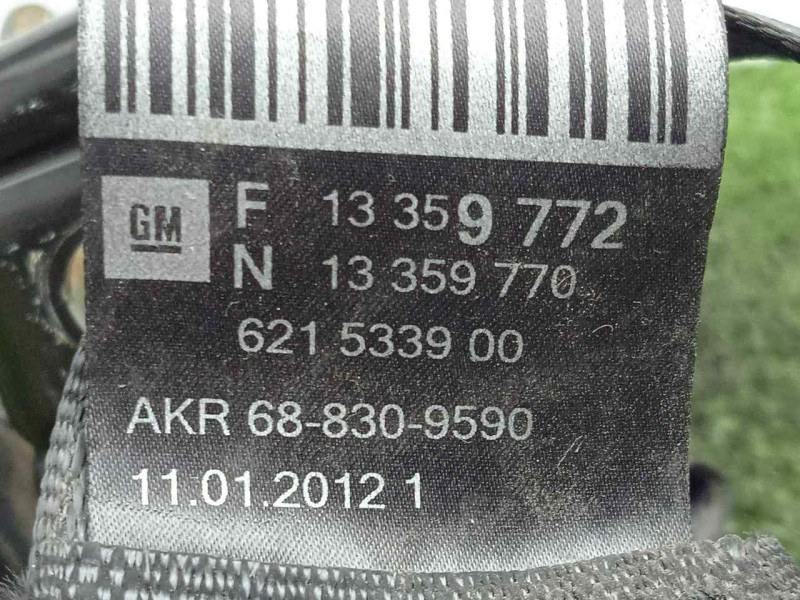 GM
F 13 359 772
N 13 359 770
621 5339 00
AKR 68-830-9590
11.01.2012 1